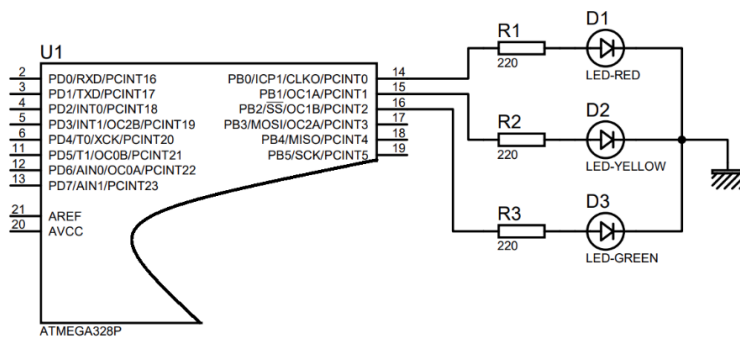 U1
2 PD0/RXD/PCINT16
3 PD1/TXD/PCINT17
4 PD2/INT0/PCINT18
5 PD3/INT1/OC2B/PCINT19
6 PD4/T0/XCK/PCINT20
11 PD5/T1/OC0B/PCINT21
12 PD6/AIN0/OC0A/PCINT22
13 PD7/AIN1/PCINT23
21 AREF
20 AVCC
PB0/ICP1/CLKO/PCINT0 14
PB1/OC1A/PCINT1 15
PB2/SS/OC1B/PCINT2 16
PB3/MOSI/OC2A/PCINT3 17
PB4/MISO/PCINT4 18
PB5/SCK/PCINT5 19
ATMEGA328P
R1
220
D1
LED-RED
R2
220
D2
LED-YELLOW
R3
220
D3
LED-GREEN